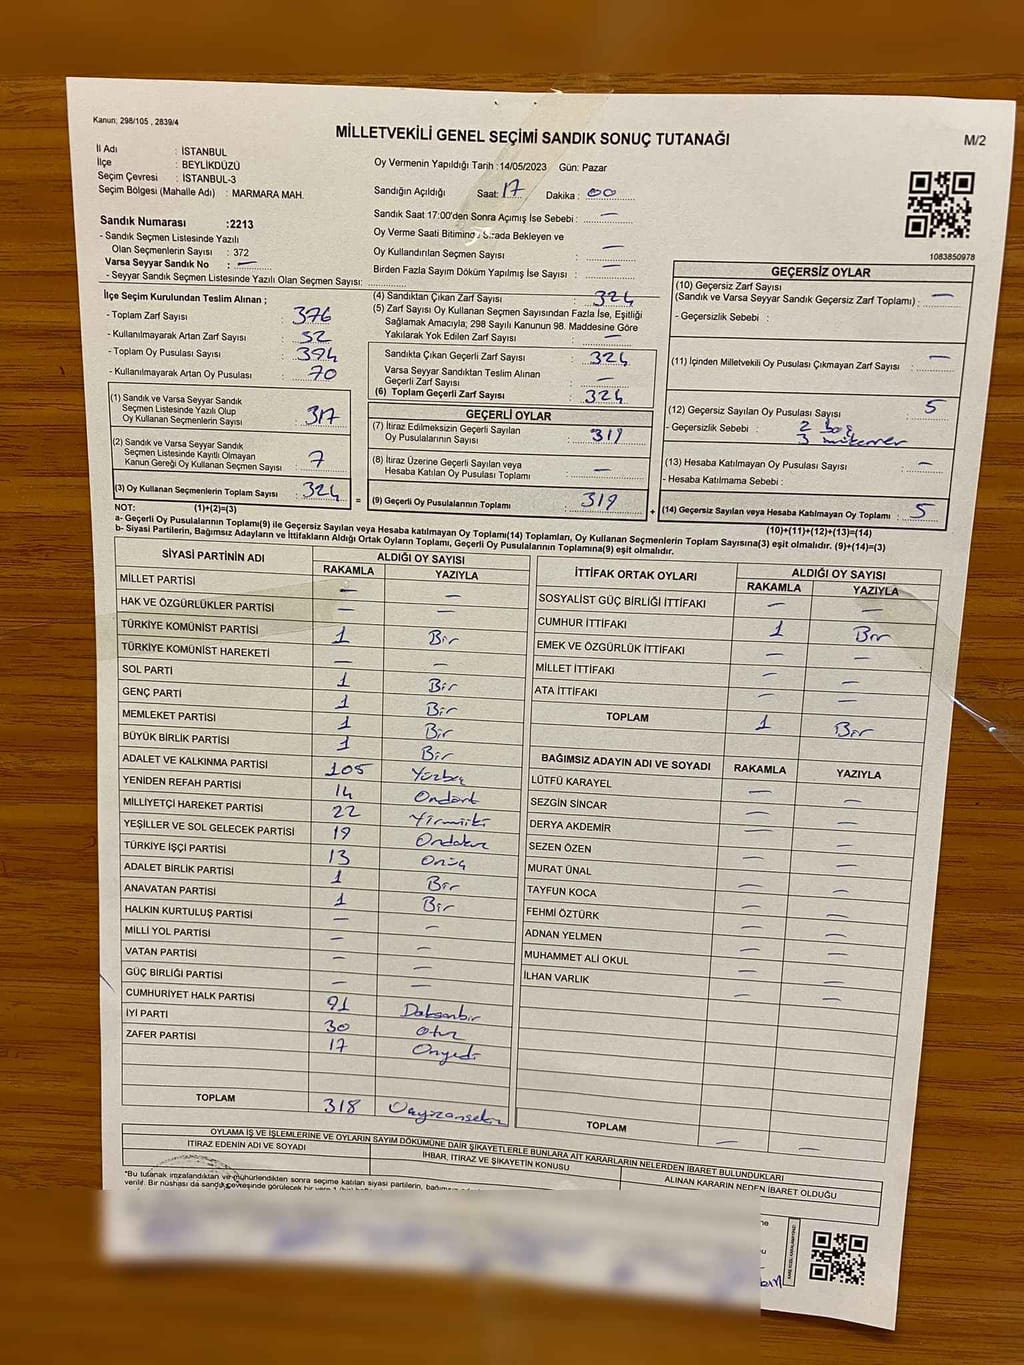 Kanun; 298/105 , 2839/4
MİLLETVEKİLİ GENEL SEÇİMİ SANDIK SONUÇ TUTANAĞI
M/2
İl Adı : İSTANBUL
İlçe : BEYLİKDÜZÜ
Seçim Çevresi : İSTANBUL-3
Seçim Bölgesi (Mahalle Adı) : MARMARA MAH.
Oy Vermenin Yapıldığı Tarih :14/05/2023 Gün: Pazar
Sandığın Açıldığı Saat: 17 Dakika : 00
Sandık Saat 17:00'den Sonra Açılmış İse Sebebi : —
Oy Verme Saati Bitiminde Sırada Bekleyen ve
Oy Kullandırılan Seçmen Sayısı : —
Birden Fazla Sayım Döküm Yapılmış İse Sayısı : —
1083850978
Sandık Numarası :2213
- Sandık Seçmen Listesinde Yazılı
Olan Seçmenlerin Sayısı : 372
Varsa Seyyar Sandık No : —
- Seyyar Sandık Seçmen Listesinde Yazılı Olan Seçmen Sayısı:
İlçe Seçim Kurulundan Teslim Alınan ;
- Toplam Zarf Sayısı : 376
- Kullanılmayarak Artan Zarf Sayısı : 52
- Toplam Oy Pusulası Sayısı : 394
- Kullanılmayarak Artan Oy Pusulası : 70
(1) Sandık ve Varsa Seyyar Sandık
Seçmen Listesinde Yazılı Olup
Oy Kullanan Seçmenlerin Sayısı : 317
(2) Sandık ve Varsa Seyyar Sandık
Seçmen Listesinde Kayıtlı Olmayan
Kanun Gereği Oy Kullanan Seçmen Sayısı : 7
(3) Oy Kullanan Seçmenlerin Toplam Sayısı : 324
(4) Sandıktan Çıkan Zarf Sayısı : 324
(5) Zarf Sayısı Oy Kullanan Seçmen Sayısından Fazla İse, Eşitliği
Sağlamak Amacıyla; 298 Sayılı Kanunun 98. Maddesine Göre
Yakılarak Yok Edilen Zarf Sayısı : —
Sandıkta Çıkan Geçerli Zarf Sayısı : 324
Varsa Seyyar Sandıktan Teslim Alınan
Geçerli Zarf Sayısı : —
(6) Toplam Geçerli Zarf Sayısı : 324
GEÇERLİ OYLAR
(7) İtiraz Edilmeksizin Geçerli Sayılan
Oy Pusulalarının Sayısı : 319
(8) İtiraz Üzerine Geçerli Sayılan veya
Hesaba Katılan Oy Pusulası Toplamı : —
= (9) Geçerli Oy Pusulalarının Toplamı : 319
GEÇERSİZ OYLAR
(10) Geçersiz Zarf Sayısı
(Sandık ve Varsa Seyyar Sandık Geçersiz Zarf Toplamı) : —
- Geçersizlik Sebebi :
(11) İçinden Milletvekili Oy Pusulası Çıkmayan Zarf Sayısı : —
(12) Geçersiz Sayılan Oy Pusulası Sayısı : 5
- Geçersizlik Sebebi : 2 boş
3 mükerrer
(13) Hesaba Katılmayan Oy Pusulası Sayısı : —
- Hesaba Katılmama Sebebi :
+ (14) Geçersiz Sayılan veya Hesaba Katılmayan Oy Toplamı : 5
NOT: (1)+(2)=(3)
(10)+(11)+(12)+(13)=(14)
a- Geçerli Oy Pusulalarının Toplamı(9) ile Geçersiz Sayılan veya Hesaba katılmayan Oy Toplamı(14) Toplamları, Oy Kullanan Seçmenlerin Toplam Sayısına(3) eşit olmalıdır. (9)+(14)=(3)
b- Siyasi Partilerin, Bağımsız Adayların ve İttifakların Aldığı Ortak Oyların Toplamı, Geçerli Oy Pusulalarının Toplamına(9) eşit olmalıdır.
SİYASİ PARTİNİN ADI ALDIĞI OY SAYISI
RAKAMLA YAZIYLA
MİLLET PARTİSİ — —
HAK VE ÖZGÜRLÜKLER PARTİSİ — —
TÜRKİYE KOMÜNİST PARTİSİ 1 Bir
TÜRKİYE KOMÜNİST HAREKETİ — —
SOL PARTİ 1 Bir
GENÇ PARTİ 1 Bir
MEMLEKET PARTİSİ 1 Bir
BÜYÜK BİRLİK PARTİSİ 1 Bir
ADALET VE KALKINMA PARTİSİ 105 Yüzbeş
YENİDEN REFAH PARTİSİ 14 Ondört
MİLLİYETÇİ HAREKET PARTİSİ 22 Yirmiiki
YEŞİLLER VE SOL GELECEK PARTİSİ 19 Ondokuz
TÜRKİYE İŞÇİ PARTİSİ 13 Onüç
ADALET BİRLİK PARTİSİ 1 Bir
ANAVATAN PARTİSİ 1 Bir
HALKIN KURTULUŞ PARTİSİ — —
MİLLİ YOL PARTİSİ — —
VATAN PARTİSİ — —
GÜÇ BİRLİĞİ PARTİSİ — —
CUMHURİYET HALK PARTİSİ 91 Doksanbir
İYİ PARTİ 30 Otuz
ZAFER PARTİSİ 17 Onyedi
TOPLAM 318 Üçyüzonsekiz
İTTİFAK ORTAK OYLARI ALDIĞI OY SAYISI
RAKAMLA YAZIYLA
SOSYALİST GÜÇ BİRLİĞİ İTTİFAKI — —
CUMHUR İTTİFAKI 1 Bir
EMEK VE ÖZGÜRLÜK İTTİFAKI — —
MİLLET İTTİFAKI — —
ATA İTTİFAKI — —
TOPLAM 1 Bir
BAĞIMSIZ ADAYIN ADI VE SOYADI RAKAMLA YAZIYLA
LÜTFÜ KARAYEL — —
SEZGİN SİNCAR — —
DERYA AKDEMİR — —
SEZEN ÖZEN — —
MURAT ÜNAL — —
TAYFUN KOCA — —
FEHMİ ÖZTÜRK — —
ADNAN YELMEN — —
MUHAMMET ALİ OKUL — —
İLHAN VARLIK — —
TOPLAM — —
OYLAMA İŞ VE İŞLEMLERİNE VE OYLARIN SAYIM DÖKÜMÜNE DAİR ŞİKAYETLERLE BUNLARA AİT KARARLARIN NELERDEN İBARET BULUNDUKLARI
İTİRAZ EDENİN ADI VE SOYADI İHBAR, İTİRAZ VE ŞİKAYETİN KONUSU ALINAN KARARIN NEDEN İBARET OLDUĞU
*Bu tutanak imzalandıktan ve mühürlendikten sonra seçime katılan siyasi partilerin,
verilir. Bir nüshası da sandık çevresinde görülecek bir yere